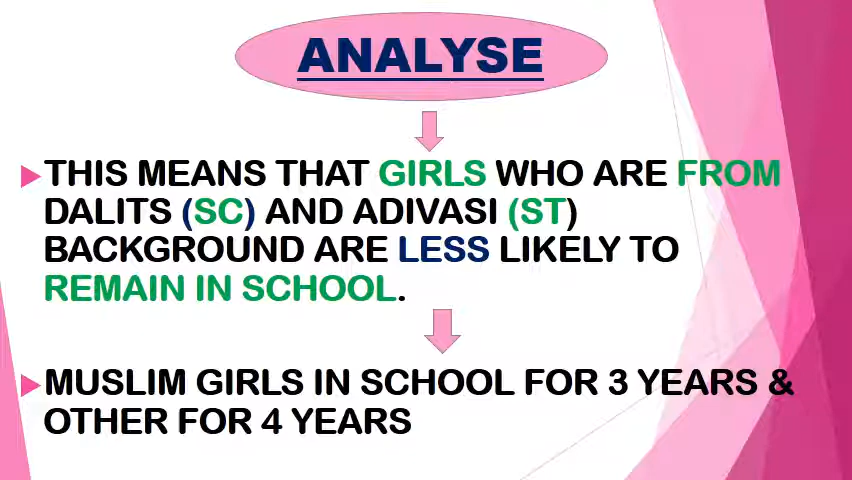 ANALYSE
THIS MEANS THAT GIRLS WHO ARE FROM
DALITS (SC) AND ADIVASI (ST)
BACKGROUND ARE LESS LIKELY TO
REMAIN IN SCHOOL.
MUSLIM GIRLS IN SCHOOL FOR 3 YEARS &
OTHER FOR 4 YEARS